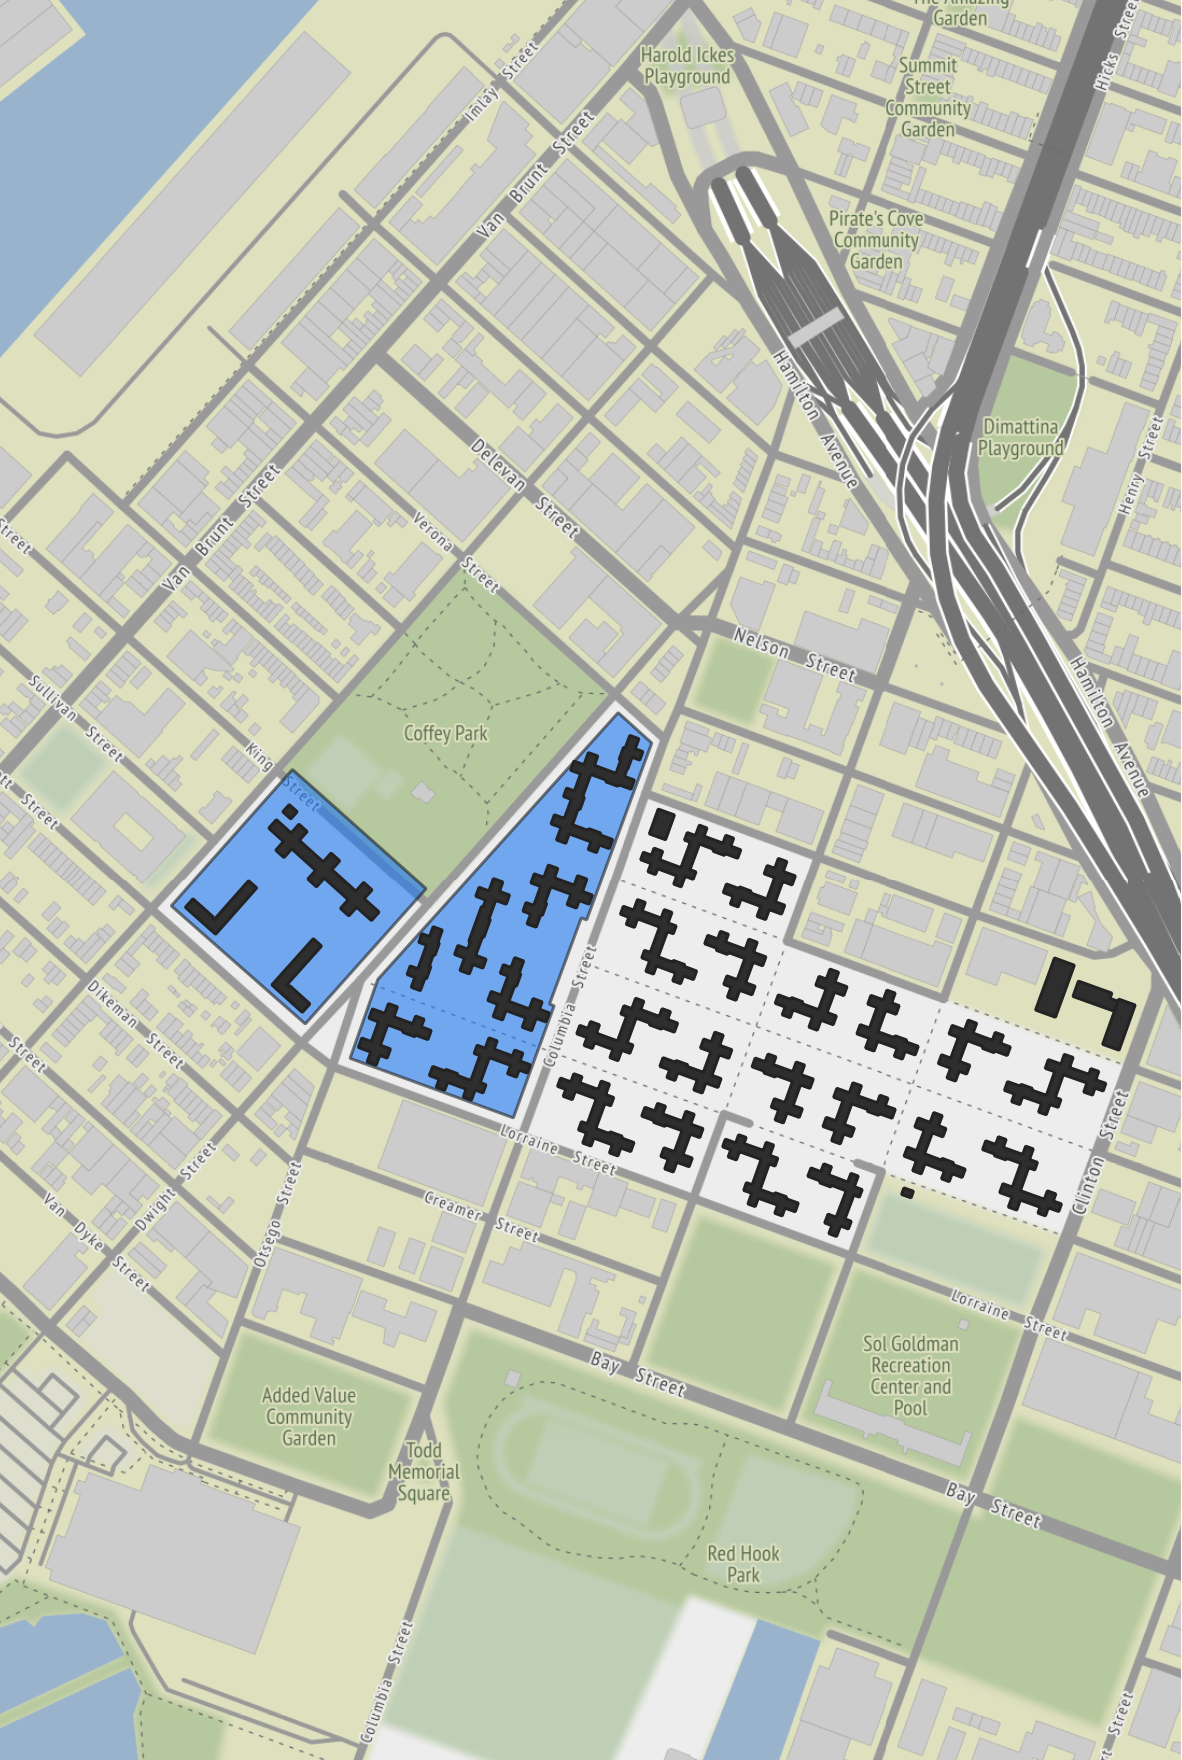 The Amazing
Garden
Hicks Street
Harold Ickes
Playground
Summit
Street
Community
Garden
Imlay Street
Van Brunt Street
Pirate's Cove
Community
Garden
Hamilton Avenue
Dimattina
Playground
Henry Street
Delevan Street
Verona Street
Van Brunt Street
Street
Nelson Street
Hamilton Avenue
Sullivan Street
King Street
Coffey Park
Street
Columbia Street
Dikeman Street
Street
Lorraine Street
Clinton Street
Dwight Street
Otsego Street
Creamer Street
Van Dyke Street
Lorraine Street
Sol Goldman
Recreation
Center and
Pool
Bay Street
Added Value
Community
Garden
Todd
Memorial
Square
Bay Street
Red Hook
Park
Columbia Street
Street